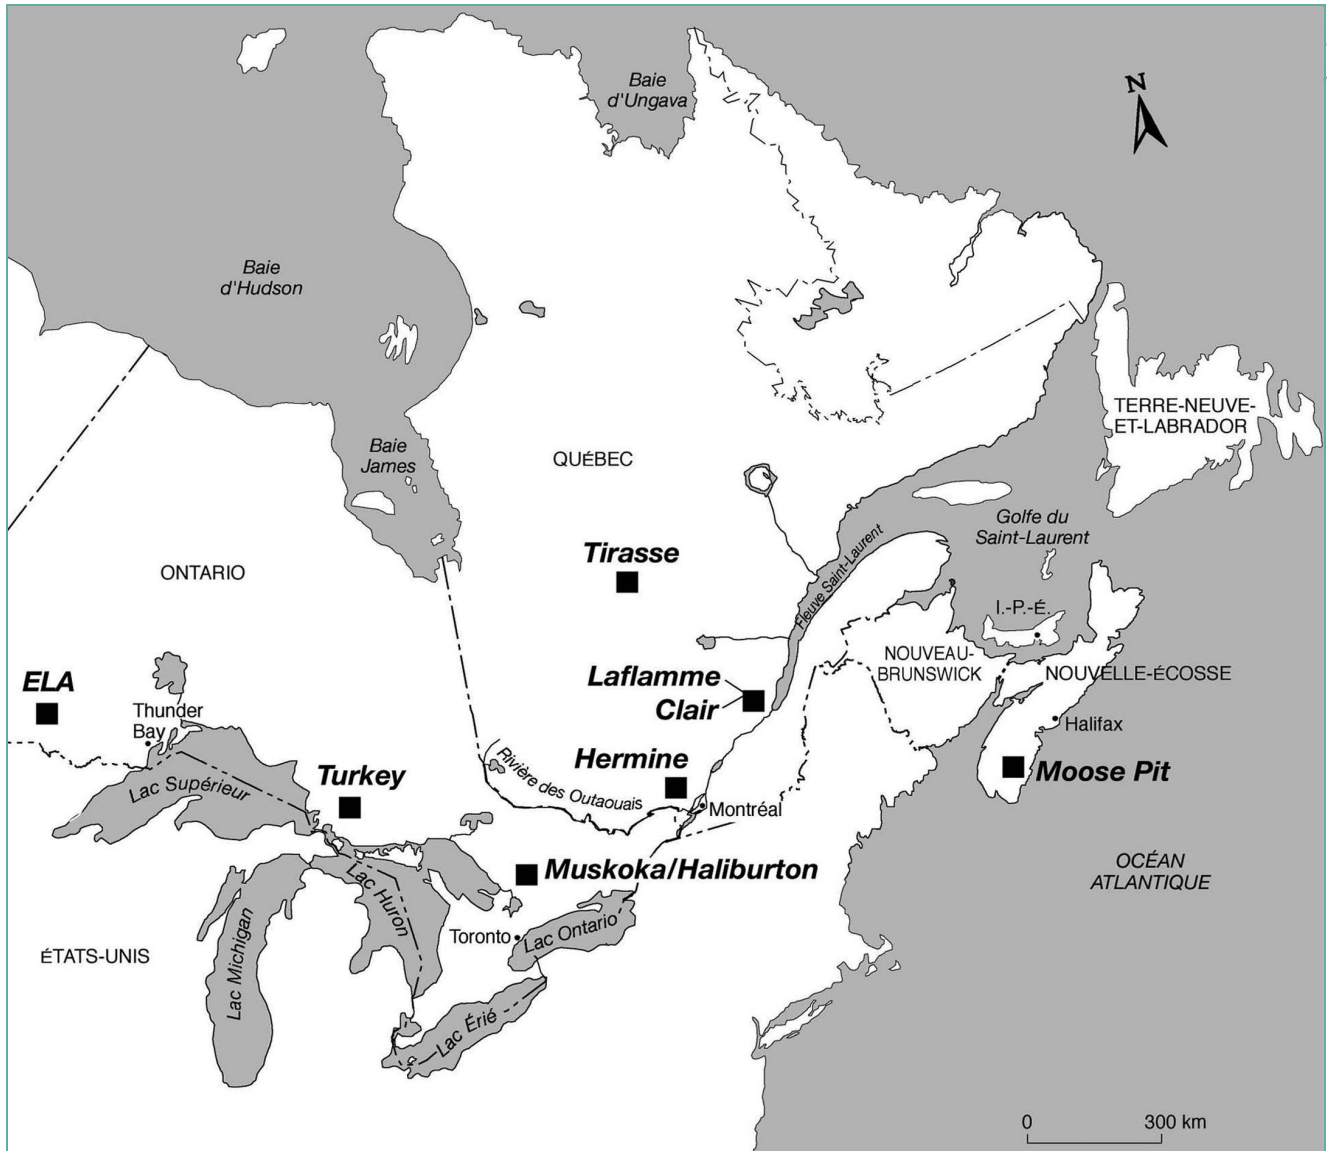 Baie
d'Ungava
N
Baie
d'Hudson
TERRE-NEUVE-
ET-LABRADOR
Baie
James
QUÉBEC
Golfe du
Saint-Laurent
Tirasse
ONTARIO
Fleuve Saint-Laurent
I.-P.-É.
NOUVEAU-
BRUNSWICK
NOUVELLE-ÉCOSSE
ELA
Laflamme
Clair
Thunder
Bay
Halifax
Hermine
Rivière des Outaouais
Turkey
Lac Supérieur
Moose Pit
Montréal
Muskoka/Haliburton
OCÉAN
ATLANTIQUE
Lac Huron
Toronto
Lac Ontario
ÉTATS-UNIS
Lac Michigan
Lac Érié
0 300 km